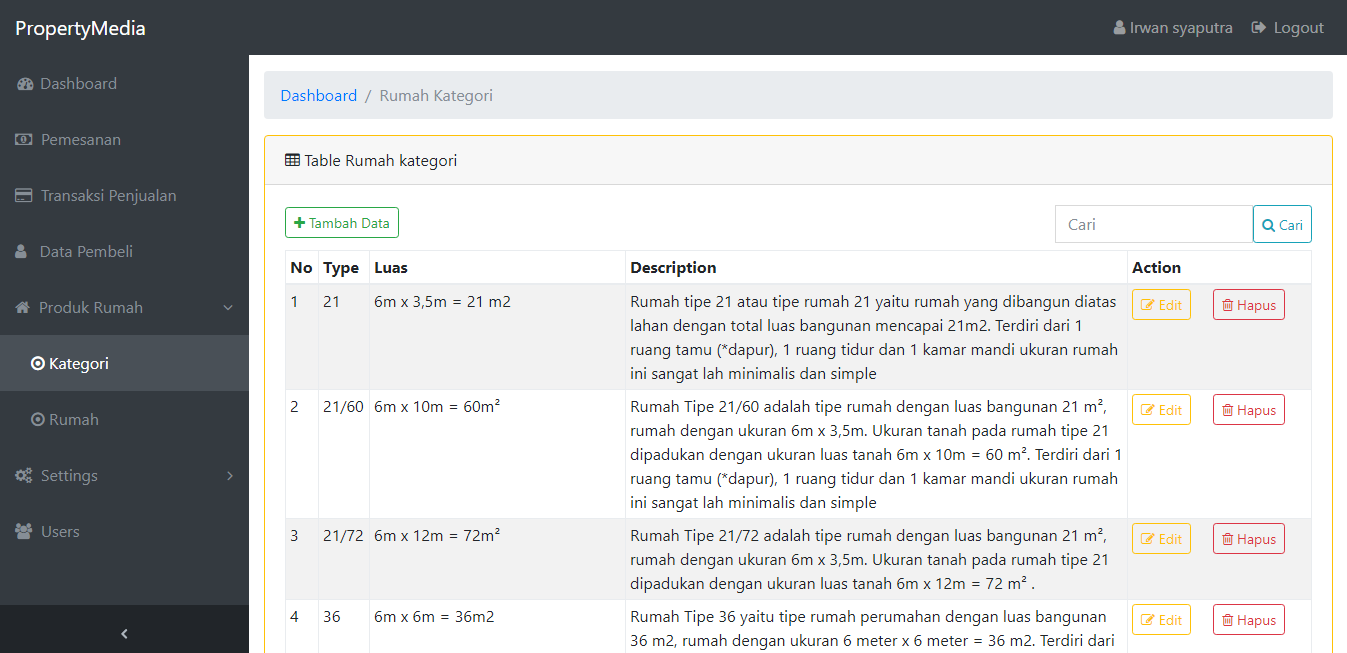 PropertyMedia
Irwan syaputra
Logout
Dashboard
Pemesanan
Transaksi Penjualan
Data Pembeli
Produk Rumah
Kategori
Rumah
Settings
Users
Dashboard / Rumah Kategori
Table Rumah kategori
Tambah Data
Cari
Cari
No Type Luas Description Action
1 21 6m x 3,5m = 21 m2 Rumah tipe 21 atau tipe rumah 21 yaitu rumah yang dibangun diatas Edit Hapus
lahan dengan total luas bangunan mencapai 21m2. Terdiri dari 1
ruang tamu (*dapur), 1 ruang tidur dan 1 kamar mandi ukuran rumah
ini sangat lah minimalis dan simple
2 21/60 6m x 10m = 60m² Rumah Tipe 21/60 adalah tipe rumah dengan luas bangunan 21 m², Edit Hapus
rumah dengan ukuran 6m x 3,5m. Ukuran tanah pada rumah tipe 21
dipadukan dengan ukuran luas tanah 6m x 10m = 60 m². Terdiri dari 1
ruang tamu (*dapur), 1 ruang tidur dan 1 kamar mandi ukuran rumah
ini sangat lah minimalis dan simple
3 21/72 6m x 12m = 72m² Rumah Tipe 21/72 adalah tipe rumah dengan luas bangunan 21 m², Edit Hapus
rumah dengan ukuran 6m x 3,5m. Ukuran tanah pada rumah tipe 21
dipadukan dengan ukuran luas tanah 6m x 12m = 72 m² .
4 36 6m x 6m = 36m2 Rumah Tipe 36 yaitu tipe rumah perumahan dengan luas bangunan Edit Hapus
36 m2, rumah dengan ukuran 6 meter x 6 meter = 36 m2. Terdiri dari